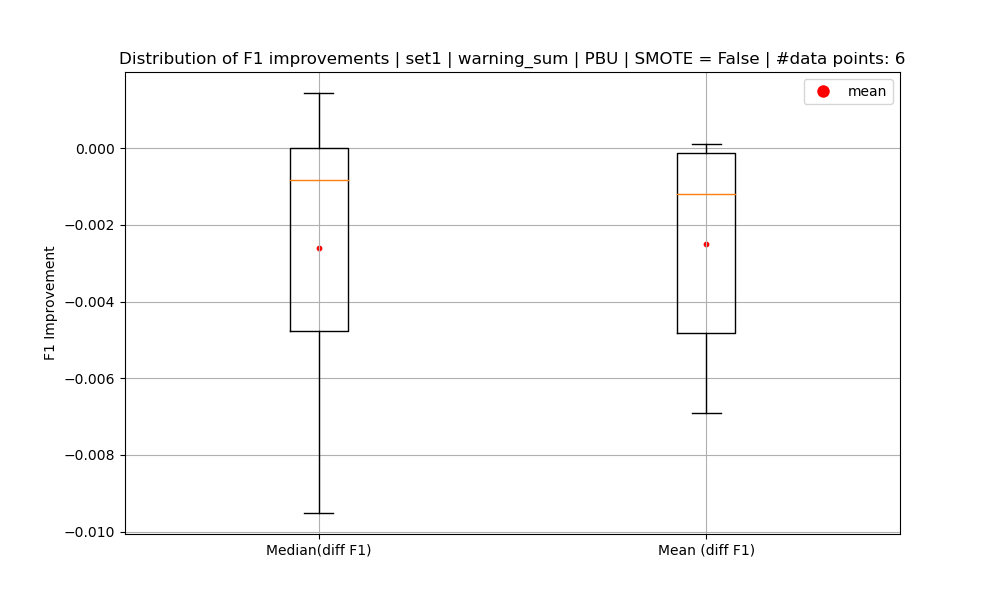 Distribution of F1 improvements | set1 | warning_sum | PBU | SMOTE = False | #data points: 6
mean
0.000
−0.002
−0.004
−0.006
−0.008
−0.010
F1 Improvement
Median(diff F1)
Mean (diff F1)